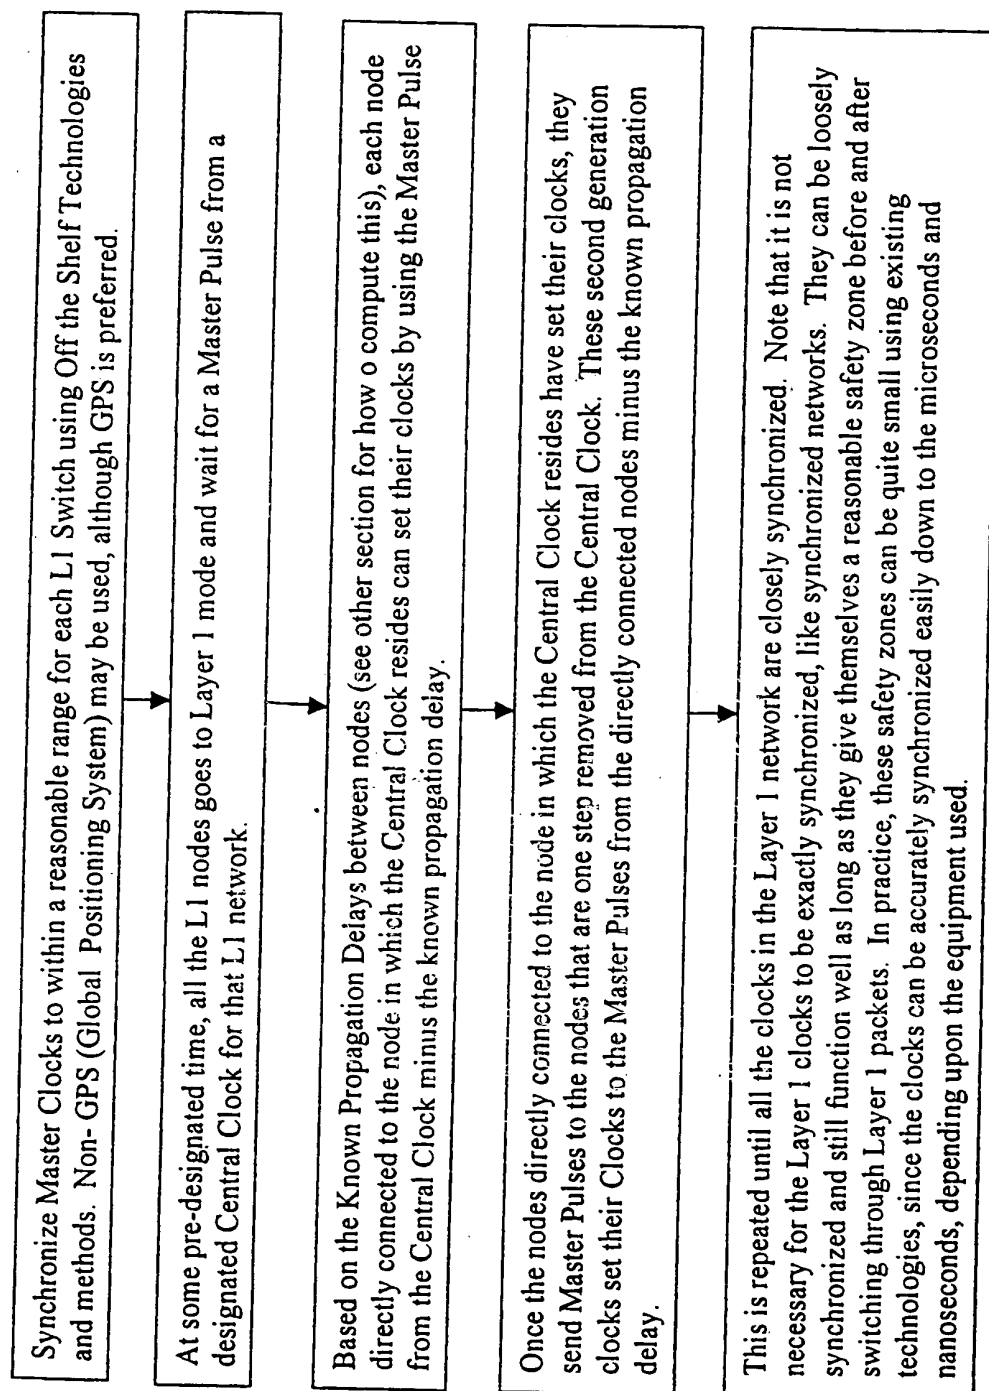 Synchronize Master Clocks to within a reasonable range for each L1 Switch using Off the Shelf Technologies
and methods. Non- GPS (Global Positioning System) may be used, although GPS is preferred.
At some pre-designated time, all the L1 nodes goes to Layer 1 mode and wait for a Master Pulse from a
designated Central Clock for that L1 network.
Based on the Known Propagation Delays between nodes (see other section for how o compute this), each node
directly connected to the node in which the Central Clock resides can set their clocks by using the Master Pulse
from the Central Clock minus the known propagation delay.
Once the nodes directly connected to the node in which the Central Clock resides have set their clocks, they
send Master Pulses to the nodes that are one step removed from the Central Clock. These second generation
clocks set their Clocks to the Master Pulses from the directly connected nodes minus the known propagation
delay.
This is repeated until all the clocks in the Layer 1 network are closely synchronized. Note that it is not
necessary for the Layer 1 clocks to be exactly synchronized, like synchronized networks. They can be loosely
synchronized and still function well as long as they give themselves a reasonable safety zone before and after
switching through Layer 1 packets. In practice, these safety zones can be quite small using existing
technologies, since the clocks can be accurately synchronized easily down to the microseconds and
nanoseconds, depending upon the equipment used.